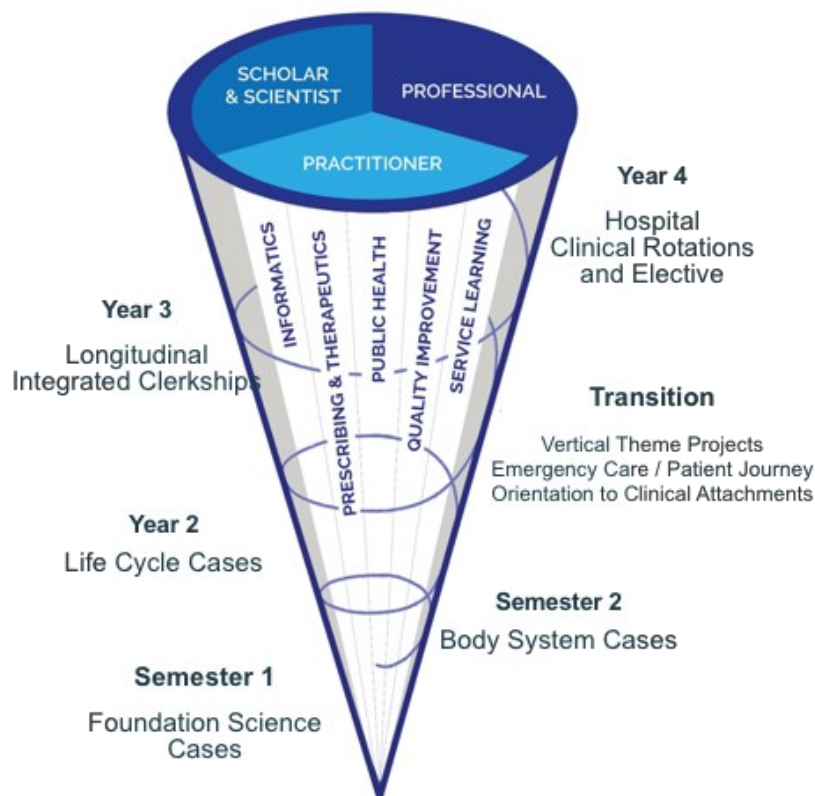 SCHOLAR
& SCIENTIST
PROFESSIONAL
PRACTITIONER
INFORMATICS
PRESCRIBING & THERAPEUTICS
PUBLIC HEALTH
QUALITY IMPROVEMENT
SERVICE LEARNING
Year 4
Hospital
Clinical Rotations
and Elective
Year 3
Longitudinal
Integrated Clerkships
Transition
Vertical Theme Projects
Emergency Care / Patient Journey
Orientation to Clinical Attachments
Year 2
Life Cycle Cases
Semester 2
Body System Cases
Semester 1
Foundation Science
Cases